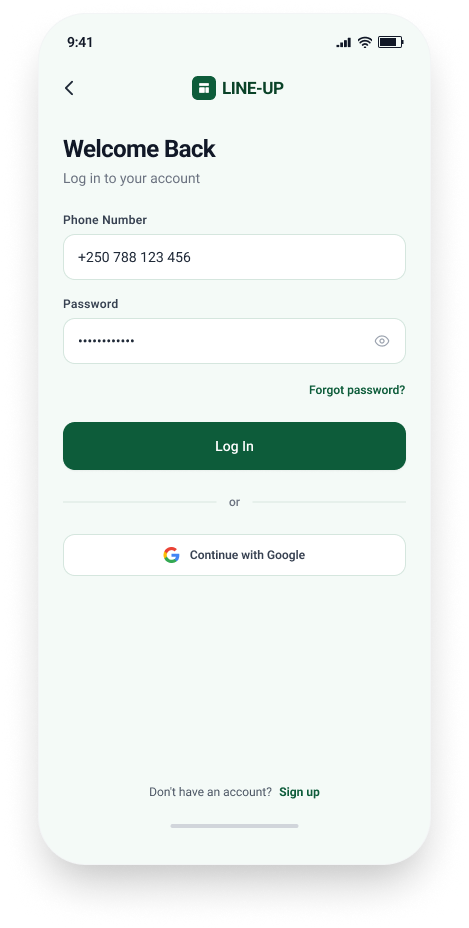 9:41
LINE-UP
Welcome Back
Log in to your account
Phone Number
+250 788 123 456
Password
••••••••••••
Forgot password?
Log In
or
Continue with Google
Don't have an account? Sign up